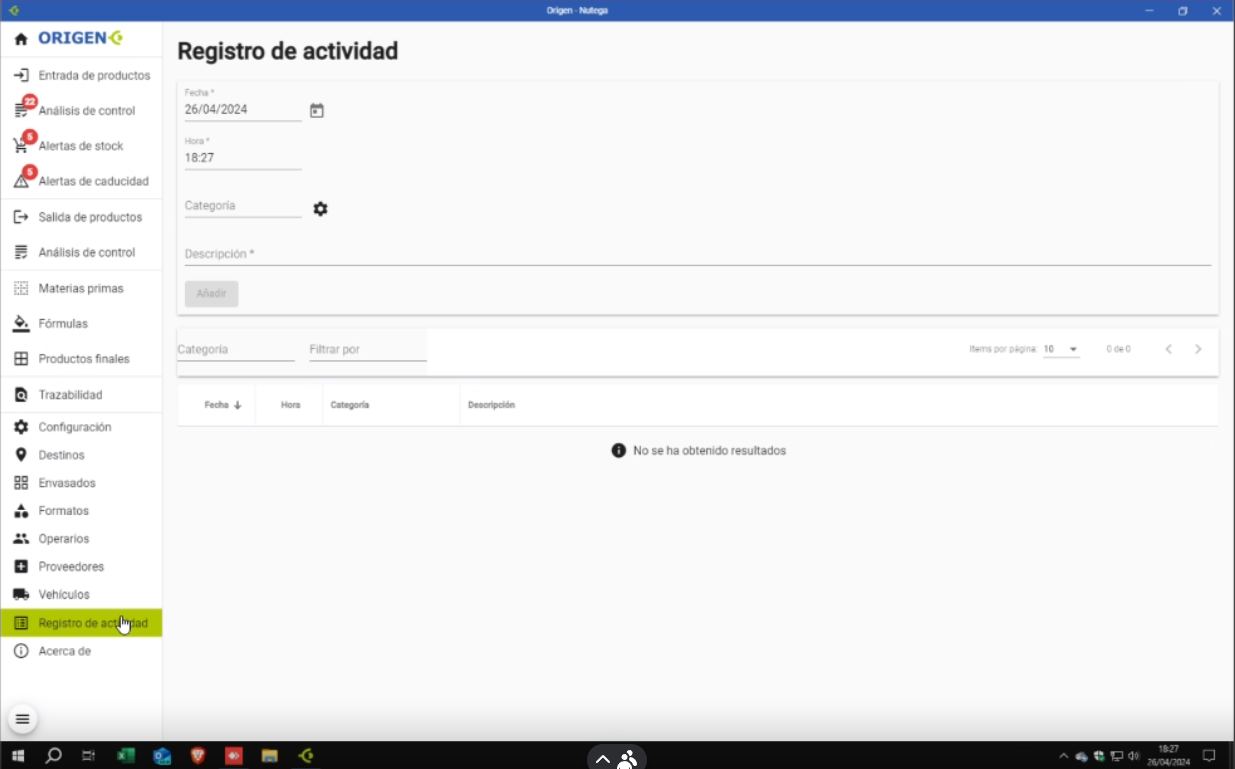 Origen - Nutega
ORIGEN
Entrada de productos
22
Análisis de control
5
Alertas de stock
5
Alertas de caducidad
Salida de productos
Análisis de control
Materias primas
Fórmulas
Productos finales
Trazabilidad
Configuración
Destinos
Envasados
Formatos
Operarios
Proveedores
Vehículos
Registro de actividad
Acerca de
Registro de actividad
Fecha *
26/04/2024
Hora *
18:27
Categoría
Descripción *
Añadir
Categoría Filtrar por Items por página: 10 0 de 0
Fecha Hora Categoría Descripción
No se ha obtenido resultados
18:27
26/04/2024